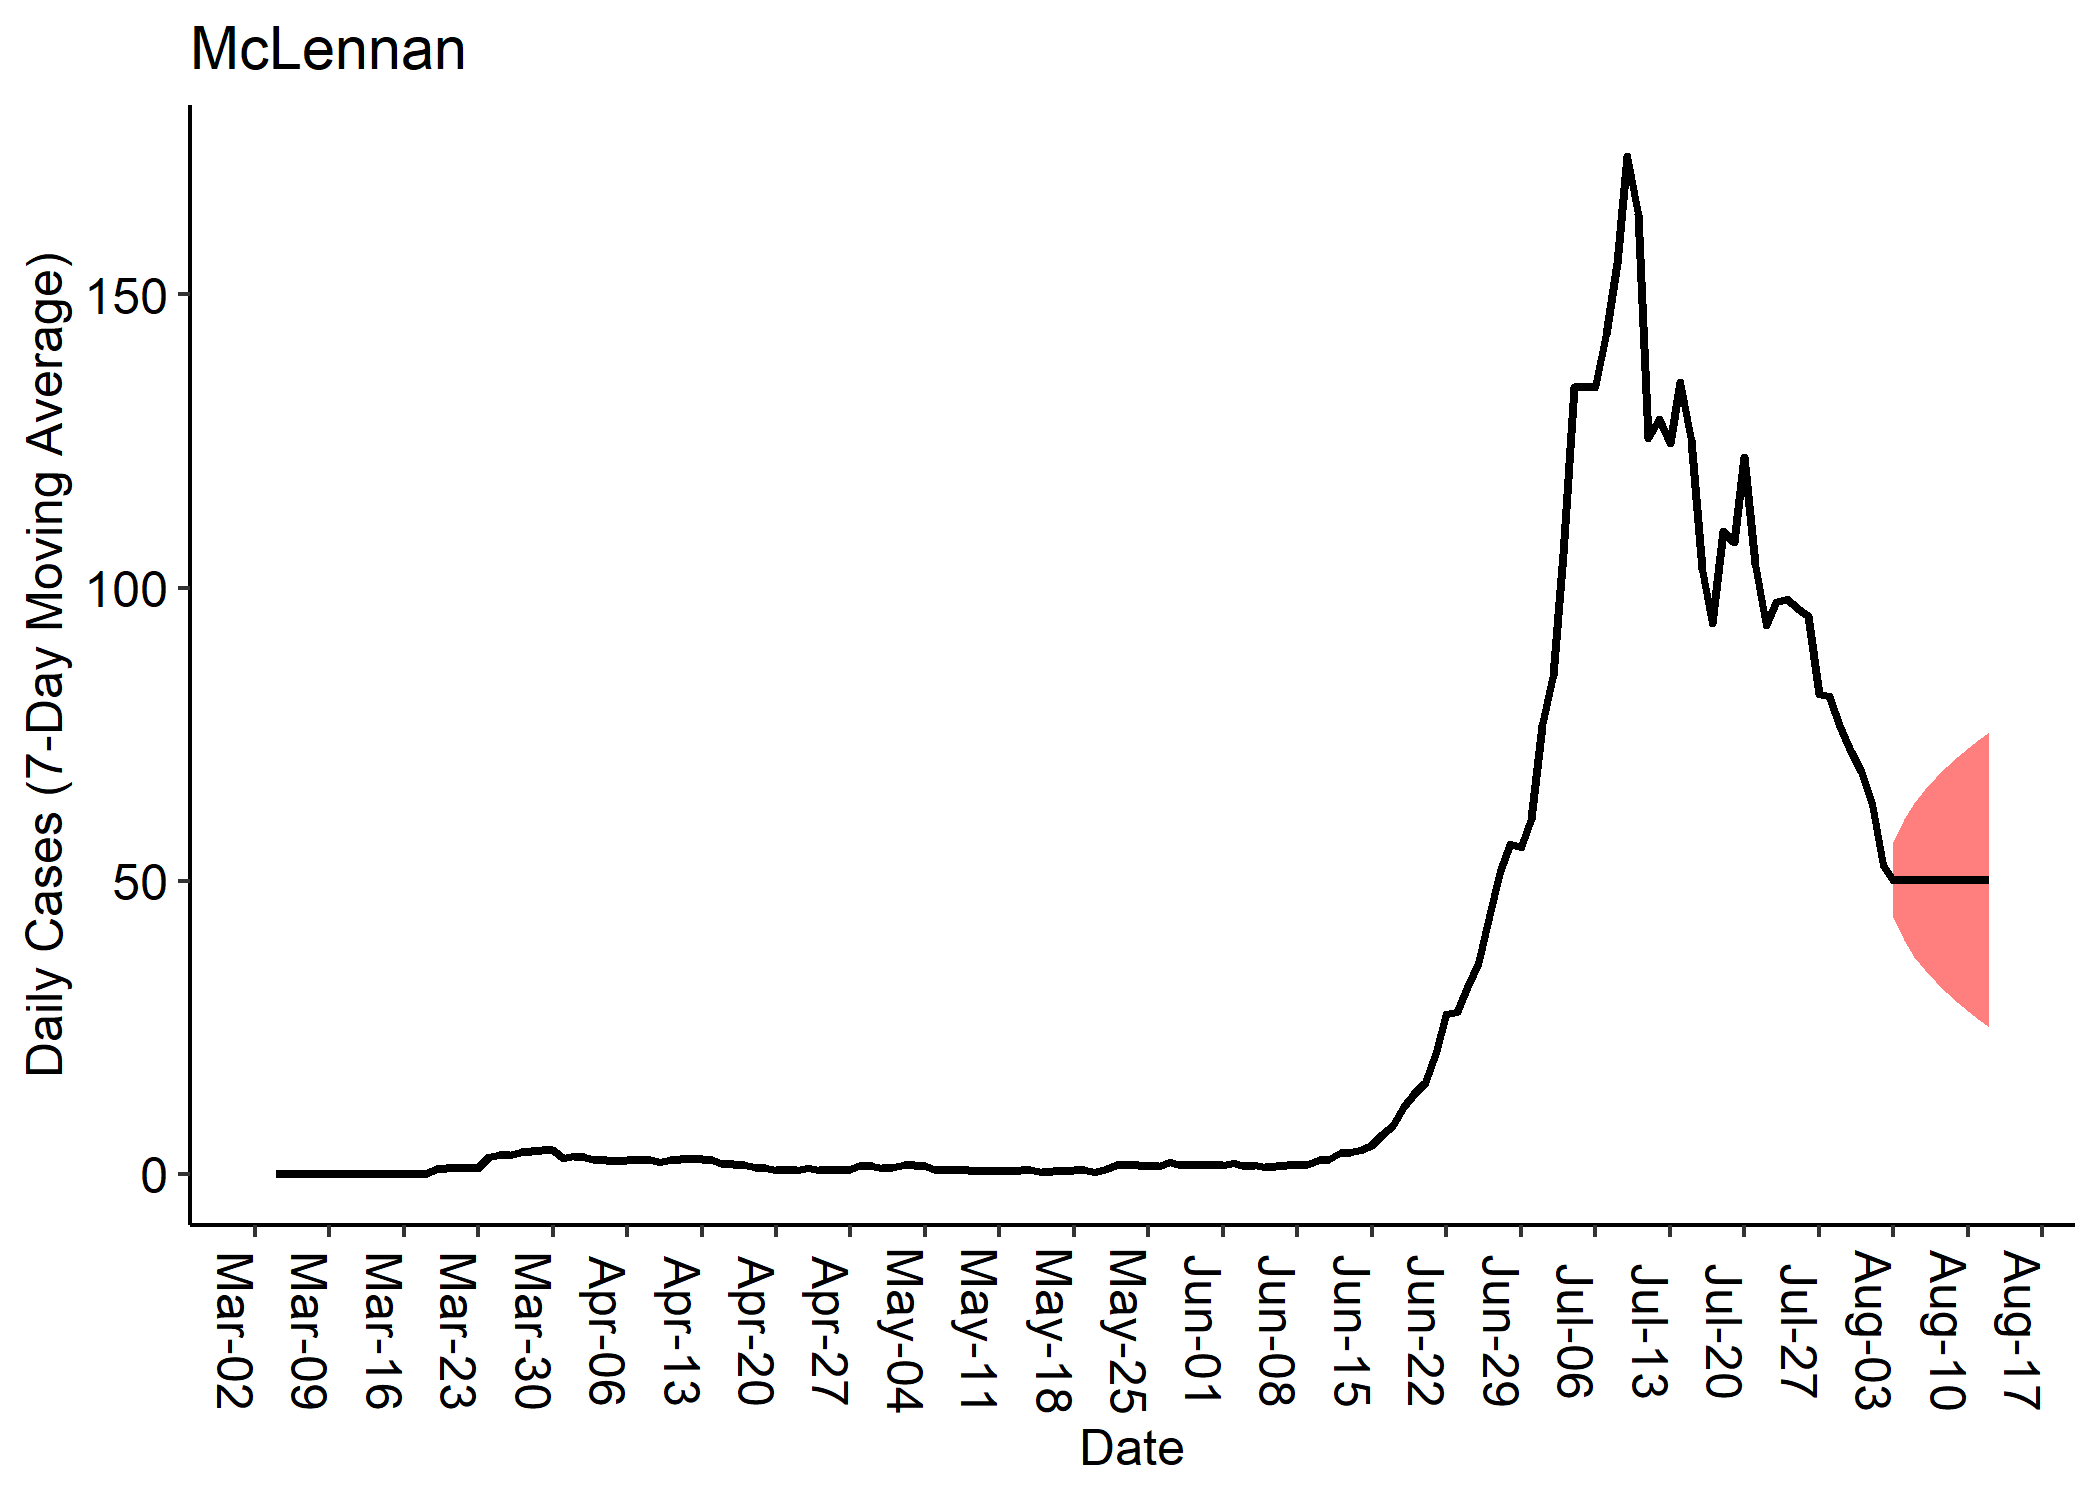 McLennan
Daily Cases (7-Day Moving Average)
150
100
50
0
Mar-02
Mar-09
Mar-16
Mar-23
Mar-30
Apr-06
Apr-13
Apr-20
Apr-27
May-04
May-11
May-18
May-25
Jun-01
Jun-08
Jun-15
Jun-22
Jun-29
Jul-06
Jul-13
Jul-20
Jul-27
Aug-03
Aug-10
Aug-17
Date